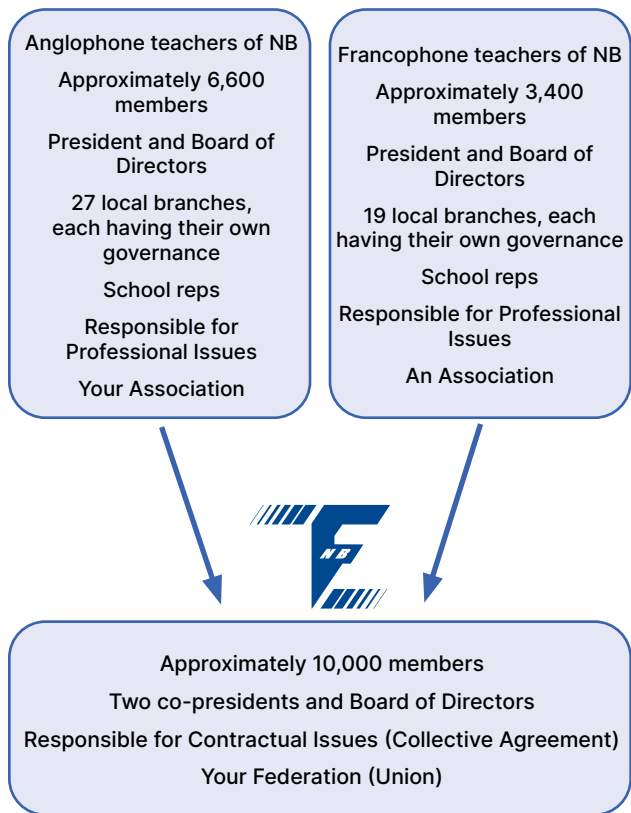 Anglophone teachers of NB
Approximately 6,600
members
President and Board of
Directors
27 local branches,
each having their own
governance
School reps
Responsible for
Professional Issues
Your Association
Francophone teachers of NB
Approximately 3,400
members
President and Board of
Directors
19 local branches, each
having their own governance
School reps
Responsible for Professional
Issues
An Association
NB
Approximately 10,000 members
Two co-presidents and Board of Directors
Responsible for Contractual Issues (Collective Agreement)
Your Federation (Union)